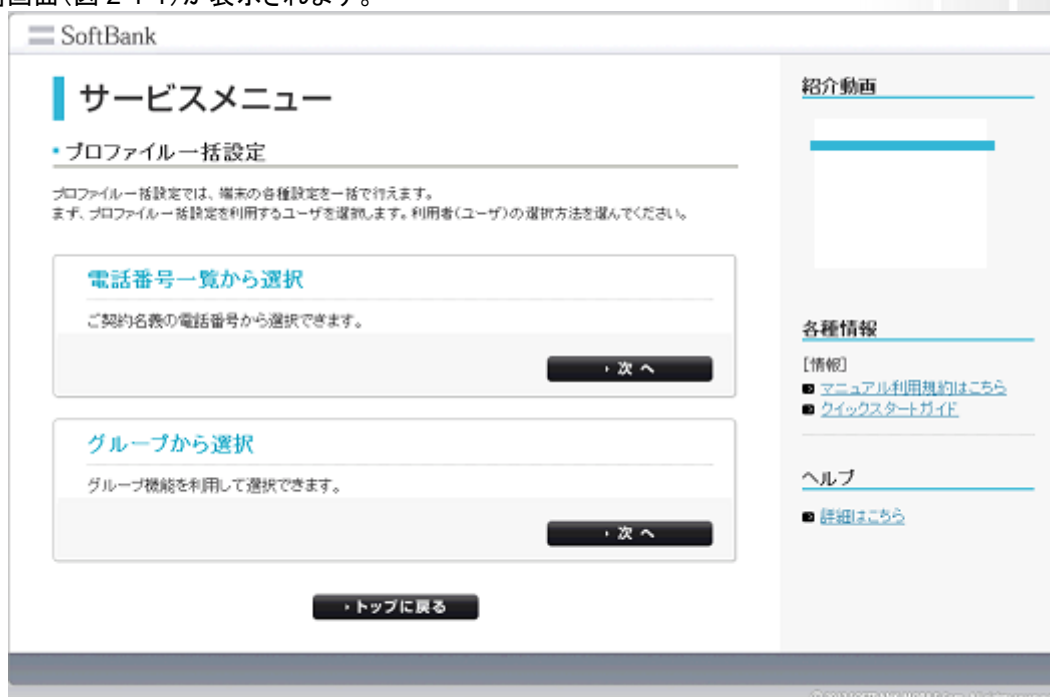 画面(図 2-1-1)が表示されます。
SoftBank
サービスメニュー
・プロファイル一括設定
プロファイル一括設定では、端末の各種設定を一括で行えます。
まず、プロファイル一括設定を利用するユーザを選択します。利用者(ユーザ)の選択方法を選んでください。
電話番号一覧から選択
ご契約名義の電話番号から選択できます。
次へ
グループから選択
グループ機能を利用して選択できます。
次へ
トップに戻る
紹介動画
各種情報
[情報]
マニュアル利用規約はこちら
クイックスタートガイド
ヘルプ
詳細はこちら